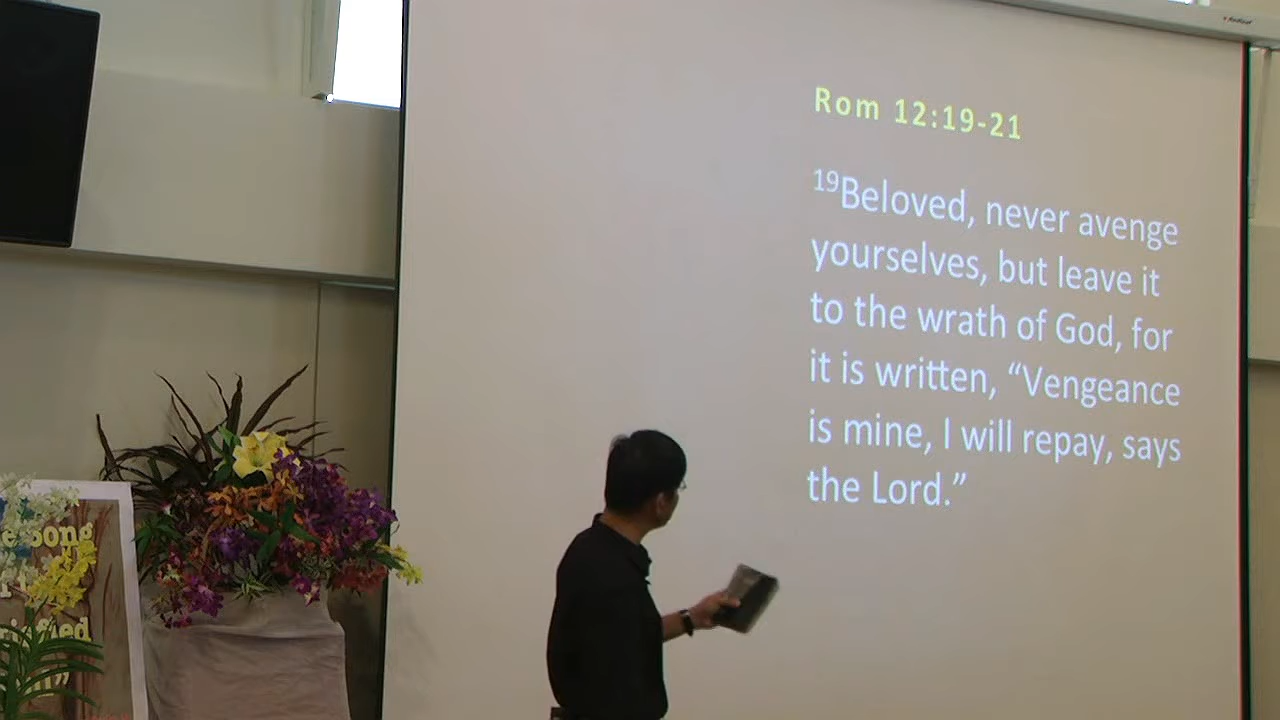 Rom 12:19-21
19Beloved, never avenge
yourselves, but leave it
to the wrath of God, for
it is written, “Vengeance
is mine, I will repay, says
the Lord.”
Song